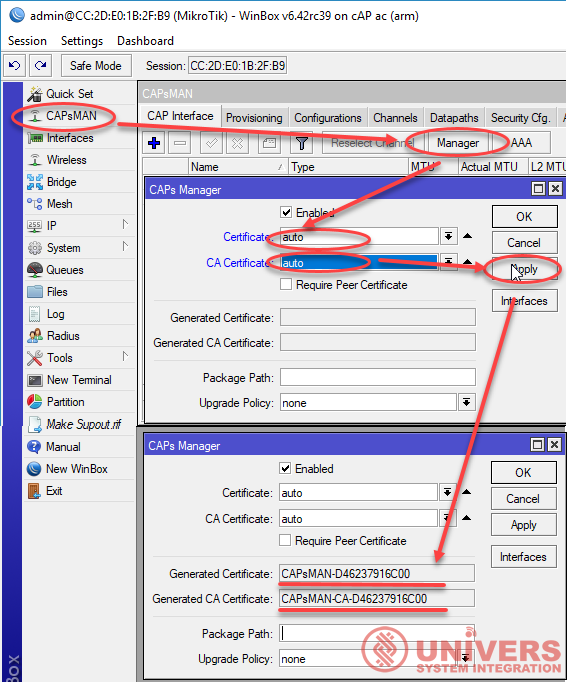 admin@CC:2D:E0:1B:2F:B9 (MikroTik) - WinBox v6.42rc39 on cAP ac (arm)
Session Settings Dashboard
Safe Mode Session: CC:2D:E0:1B:2F:B9
Quick Set
CAPsMAN
Interfaces
Wireless
Bridge
Mesh
IP
System
Queues
Files
Log
Radius
Tools
New Terminal
Partition
Make Supout.rif
Manual
New WinBox
Exit
Box
CAPsMAN
CAP Interface Provisioning Configurations Channels Datapaths Security Cfg. A
Reselect Channel Manager AAA
Name Type MTU Actual MTU L2 MTU
CAPs Manager
Enabled
OK
Certificate: auto
Cancel
CA Certificate: auto
Apply
Require Peer Certificate
Interfaces
Generated Certificate:
Generated CA Certificate:
Package Path:
Upgrade Policy: none
CAPs Manager
Enabled
OK
Certificate: auto
Cancel
CA Certificate: auto
Apply
Require Peer Certificate
Interfaces
Generated Certificate: CAPsMAN-D46237916C00
Generated CA Certificate: CAPsMAN-CA-D46237916C00
Package Path:
Upgrade Policy: none
UNIVERS
SYSTEM INTEGRATION